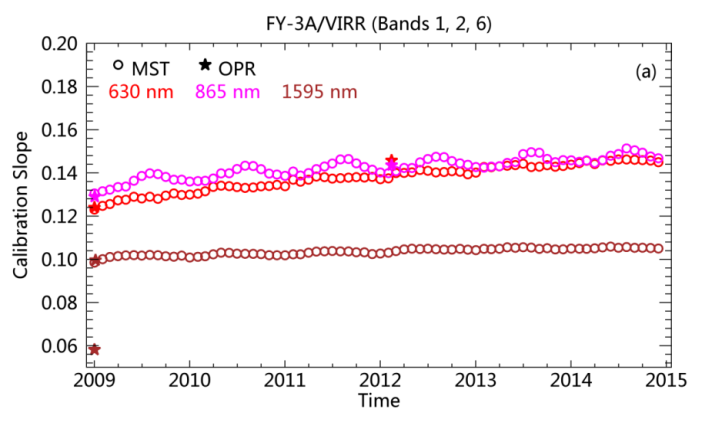 FY-3A/VIRR (Bands 1, 2, 6)
0.20
MST OPR (a)
630 nm 865 nm 1595 nm
0.18
0.16
0.14
0.12
0.10
0.08
0.06
Calibration Slope
2009 2010 2011 2012 2013 2014 2015
Time